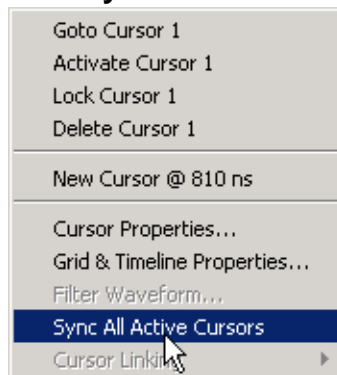 Goto Cursor 1
Activate Cursor 1
Lock Cursor 1
Delete Cursor 1
New Cursor @ 810 ns
Cursor Properties...
Grid & Timeline Properties...
Filter Waveform...
Sync All Active Cursors
Cursor Linking